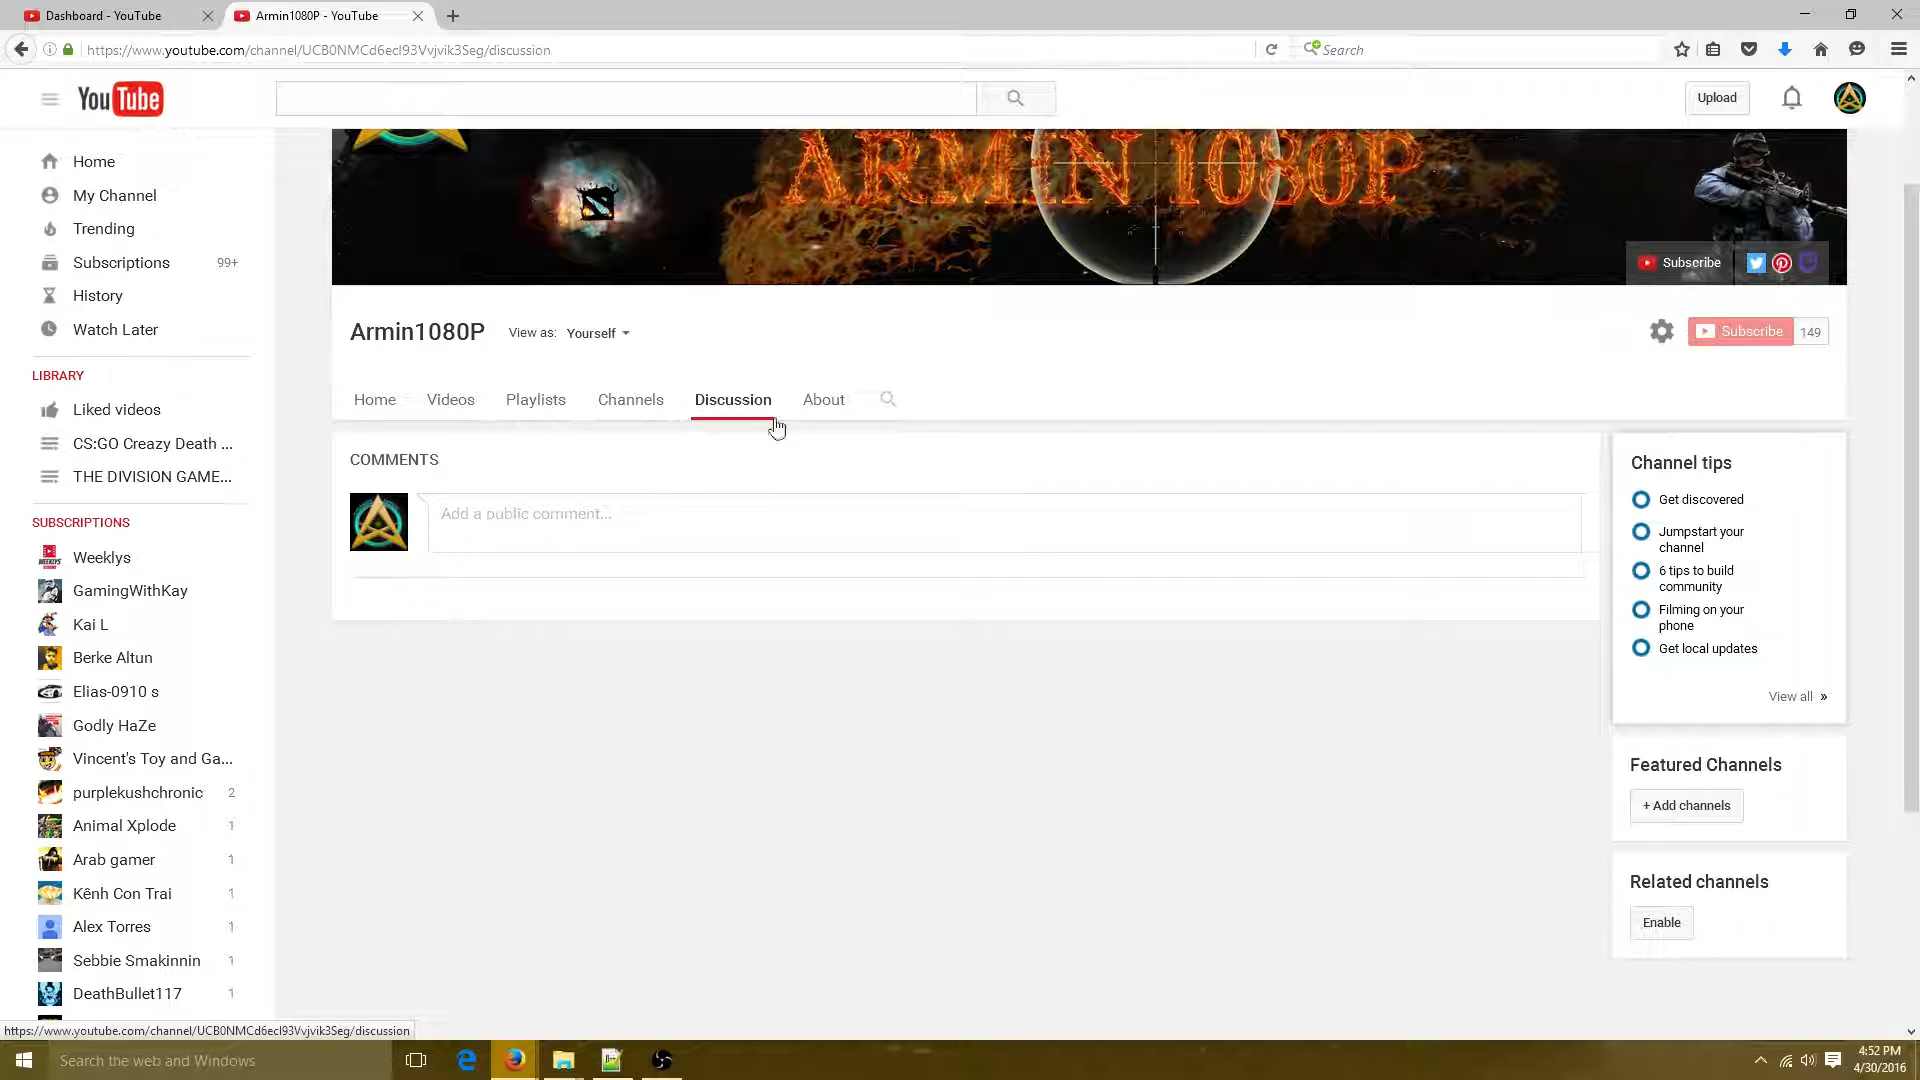 Dashboard - YouTube
Armin1080P - YouTube
https://www.youtube.com/channel/UCB0NMCd6ecI93Vvjvik3Seg/discussion
Search
YouTube
Upload
Home
My Channel
Trending
Subscriptions 99+
History
Watch Later
LIBRARY
Liked videos
CS:GO Creazy Death ...
THE DIVISION GAME...
SUBSCRIPTIONS
Weeklys
GamingWithKay
Kai L
Berke Altun
Elias-0910 s
Godly HaZe
Vincent's Toy and Ga...
purplekushchronic 2
Animal Xplode 1
Arab gamer 1
Kênh Con Trai 1
Alex Torres 1
Sebbie Smakinnin 1
DeathBullet117 1
ARMIN 1080P
Subscribe
Armin1080P View as: Yourself
Subscribe 149
Home Videos Playlists Channels Discussion About
COMMENTS
Add a public comment...
Channel tips
Get discovered
Jumpstart your
channel
6 tips to build
community
Filming on your
phone
Get local updates
View all »
Featured Channels
+ Add channels
Related channels
Enable
https://www.youtube.com/channel/UCB0NMCd6ecI93Vvjvik3Seg/discussion
Search the web and Windows
4:52 PM
4/30/2016